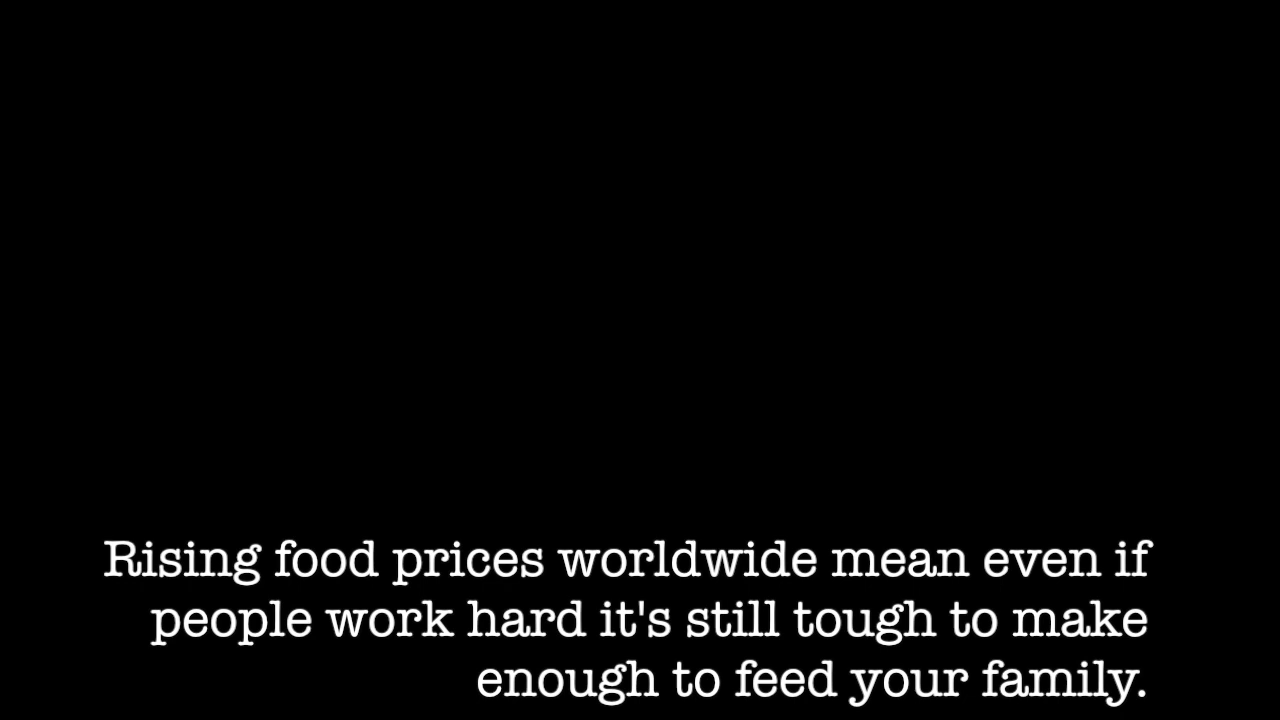 Rising food prices worldwide mean even if
people work hard it's still tough to make
enough to feed your family.